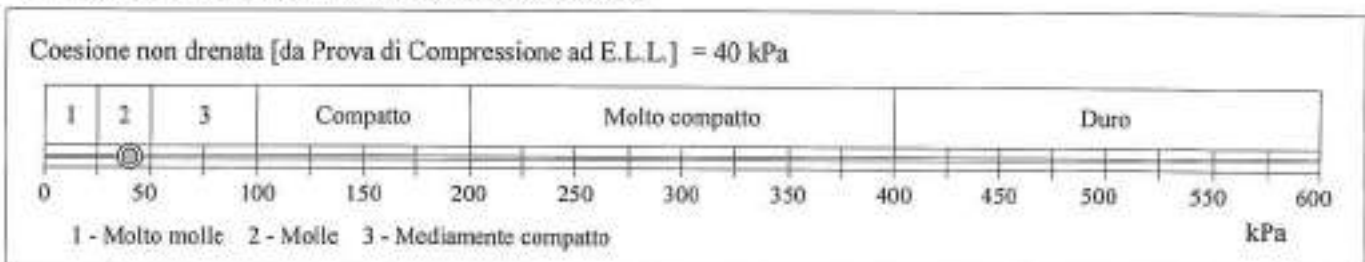 Coesione non drenata [da Prova di Compressione ad E.L.L.] = 40 kPa
1 2 3 Compatto Molto compatto Duro
0 50 100 150 200 250 300 350 400 450 500 550 600
1 - Molto molle 2 - Molle 3 - Mediamente compatto kPa